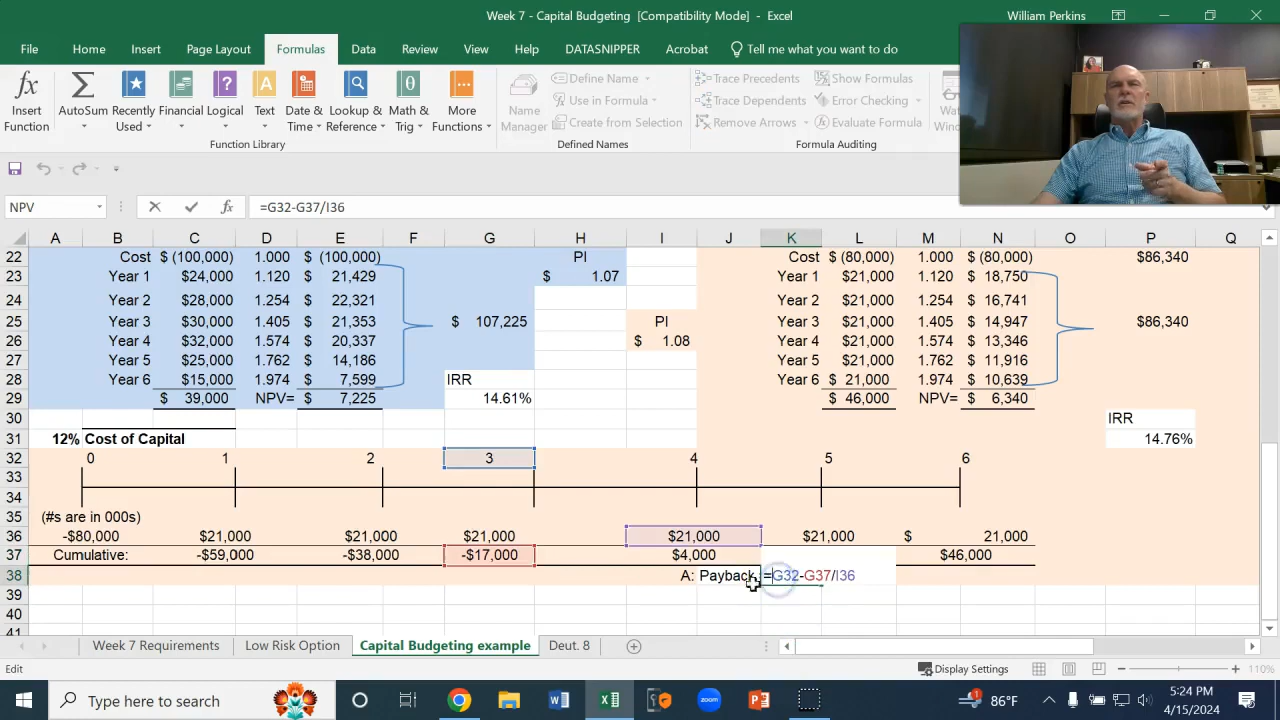 Week 7 - Capital Budgeting [Compatibility Mode] - Excel
William Perkins
File Home Insert Page Layout Formulas Data Review View Help DATASNIPPER Acrobat Tell me what you want to do
Insert Function
AutoSum
Recently Used
Financial
Logical
Text
Date & Time
Lookup & Reference
Math & Trig
More Functions
Name Manager
Define Name
Use in Formula
Create from Selection
Trace Precedents
Trace Dependents
Remove Arrows
Show Formulas
Error Checking
Evaluate Formula
Function Library
Defined Names
Formula Auditing
NPV
fx
=G32-G37/I36
A B C D E F G H I J K L M N O P Q
22 Cost $ (100,000) 1.000 $ (100,000) PI Cost $ (80,000) 1.000 $ (80,000) $86,340
23 Year 1 $24,000 1.120 $ 21,429 $ 1.07 Year 1 $21,000 1.120 $ 18,750
24 Year 2 $28,000 1.254 $ 22,321 Year 2 $21,000 1.254 $ 16,741
25 Year 3 $30,000 1.405 $ 21,353 $ 107,225 PI Year 3 $21,000 1.405 $ 14,947 $86,340
26 Year 4 $32,000 1.574 $ 20,337 $ 1.08 Year 4 $21,000 1.574 $ 13,346
27 Year 5 $25,000 1.762 $ 14,186 Year 5 $21,000 1.762 $ 11,916
28 Year 6 $15,000 1.974 $ 7,599 IRR Year 6 $ 21,000 1.974 $ 10,639
29 $ 39,000 NPV= $ 7,225 14.61% $ 46,000 NPV= $ 6,340
30 IRR
31 12% Cost of Capital 14.76%
32 0 1 2 3 4 5 6
33
34
35 (#s are in 000s)
36 -$80,000 $21,000 $21,000 $21,000 $21,000 $21,000 $ 21,000
37 Cumulative: -$59,000 -$38,000 -$17,000 $4,000 $46,000
38 A: Payback =G32-G37/I36
39
40
41
Week 7 Requirements Low Risk Option Capital Budgeting example Deut. 8
Edit
Display Settings
110%
Type here to search
86°F
5:24 PM
4/15/2024